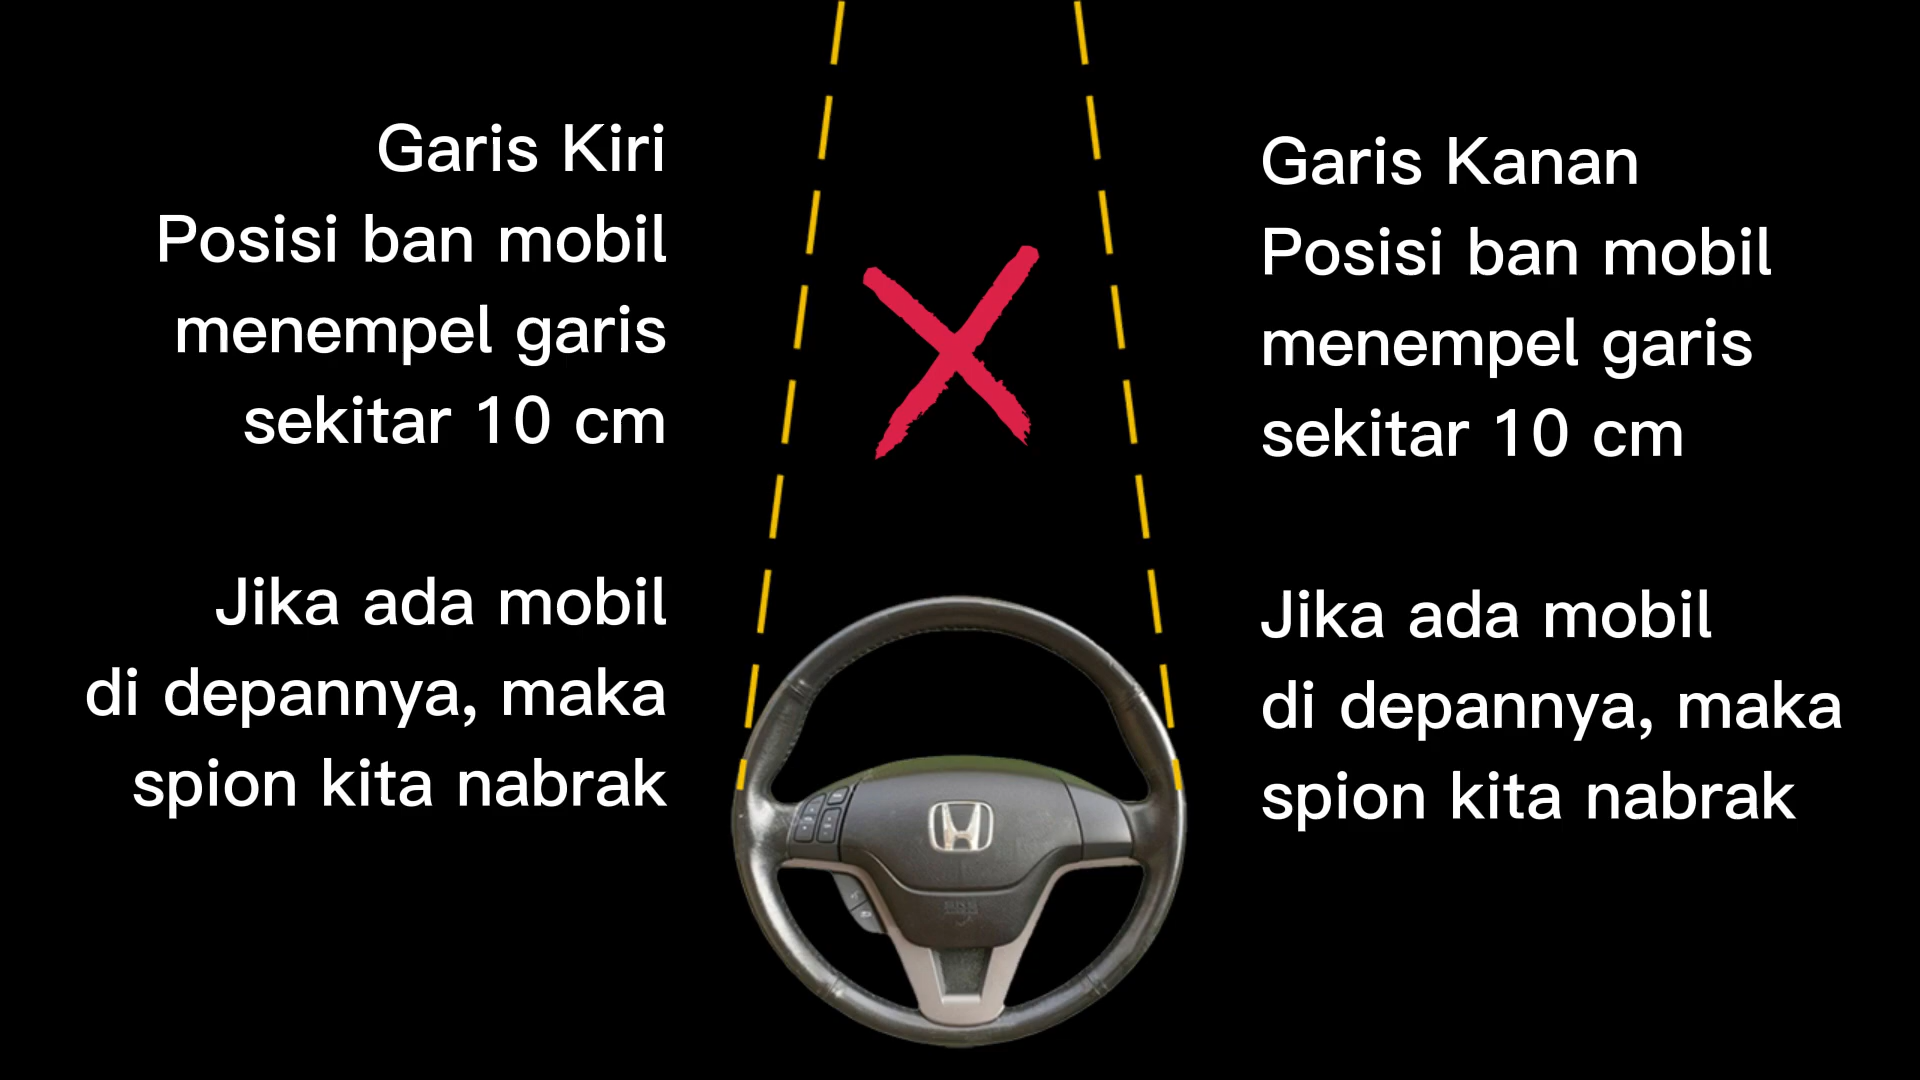 Garis Kiri
Posisi ban mobil
menempel garis
sekitar 10 cm
Jika ada mobil
di depannya, maka
spion kita nabrak
Garis Kanan
Posisi ban mobil
menempel garis
sekitar 10 cm
Jika ada mobil
di depannya, maka
spion kita nabrak